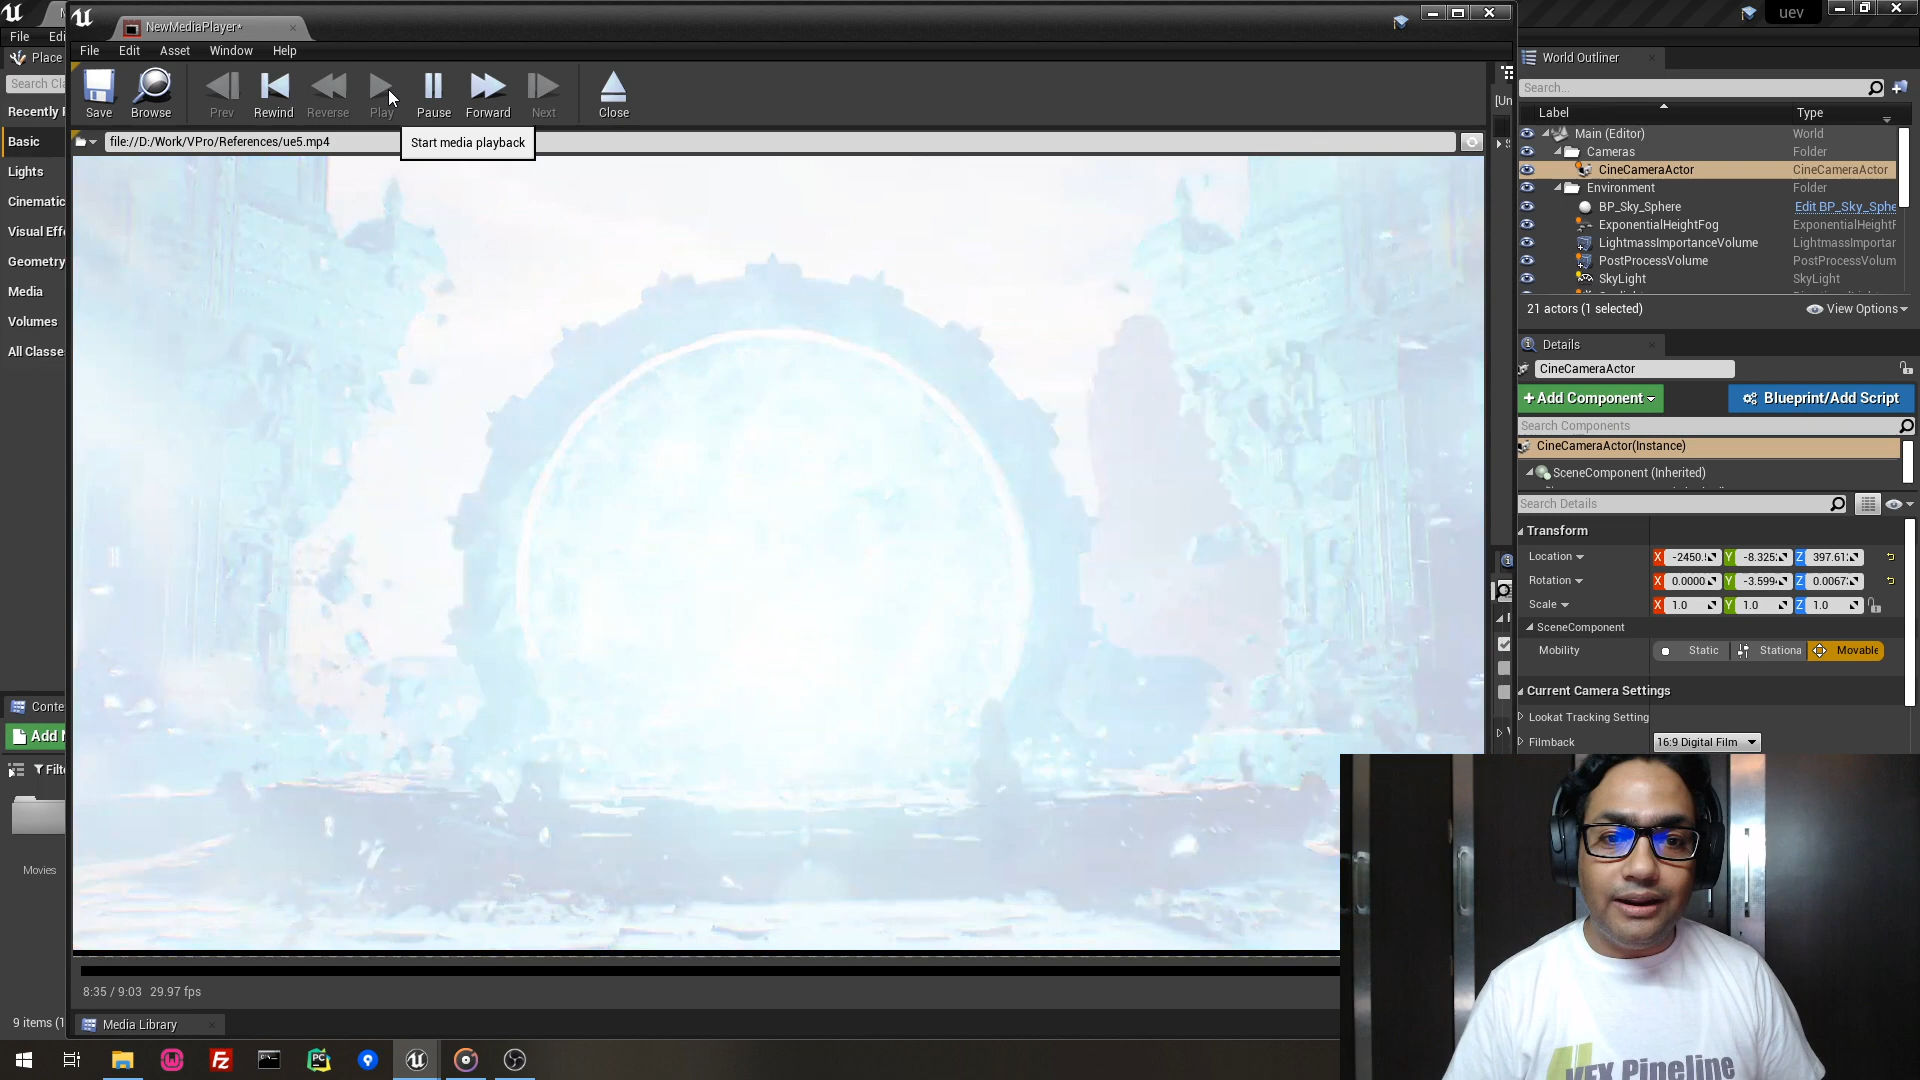 NewMediaPlayer*
uev
File
File Edit Asset Window Help
Place
World Outliner
Search...
Save Browse Prev Rewind Reverse Play Pause Forward Next Close
Recently
Label Type
file://D:/Work/VPro/References/ue5.mp4
Start media playback
Basic
Lights
Cinematic
Visual
Geometry
Media
Volumes
All Classe
Main (Editor) World
Cameras Folder
CineCameraActor CineCameraActor
Environment Folder
BP_Sky_Sphere Edit BP_Sky_Sphe
ExponentialHeightFog ExponentialHeightF
LightmassImportanceVolume LightmassImportar
PostProcessVolume PostProcessVolum
SkyLight SkyLight
21 actors (1 selected) View Options
Details
CineCameraActor
+Add Component Blueprint/Add Script
Search Components
CineCameraActor(Instance)
SceneComponent (Inherited)
Search Details
Transform
Location X -2450. Y -8.325 Z 397.61
Rotation X 0.0000 Y -3.599 Z 0.0067
Scale X 1.0 Y 1.0 Z 1.0
SceneComponent
Mobility Static Stationa Movable
Current Camera Settings
Lookat Tracking Setting
Filmback 16:9 Digital Film
Conte
Add
Filt
Movies
9 items (1
8:35 / 9:03 29.97 fps
Media Library
VFX Pipeline